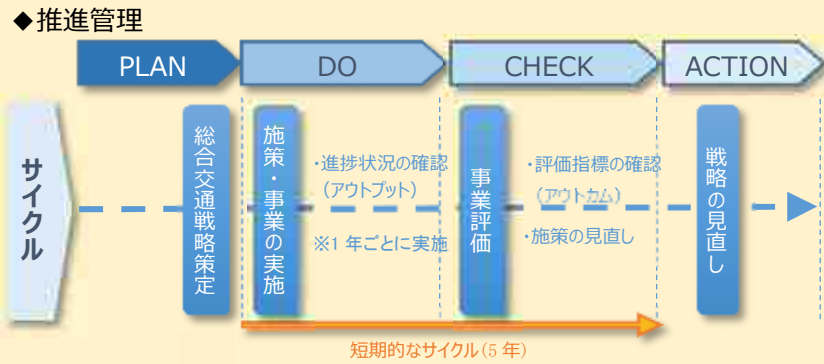 ◆推進管理
PLAN
DO
CHECK
ACTION
サイクル
総合交通戦略策定
施策・事業の実施
・進捗状況の確認
（アウトプット）
※1 年ごとに実施
事業評価
・評価指標の確認
（アウトカム）
・施策の見直し
戦略の見直し
短期的なサイクル（5 年）